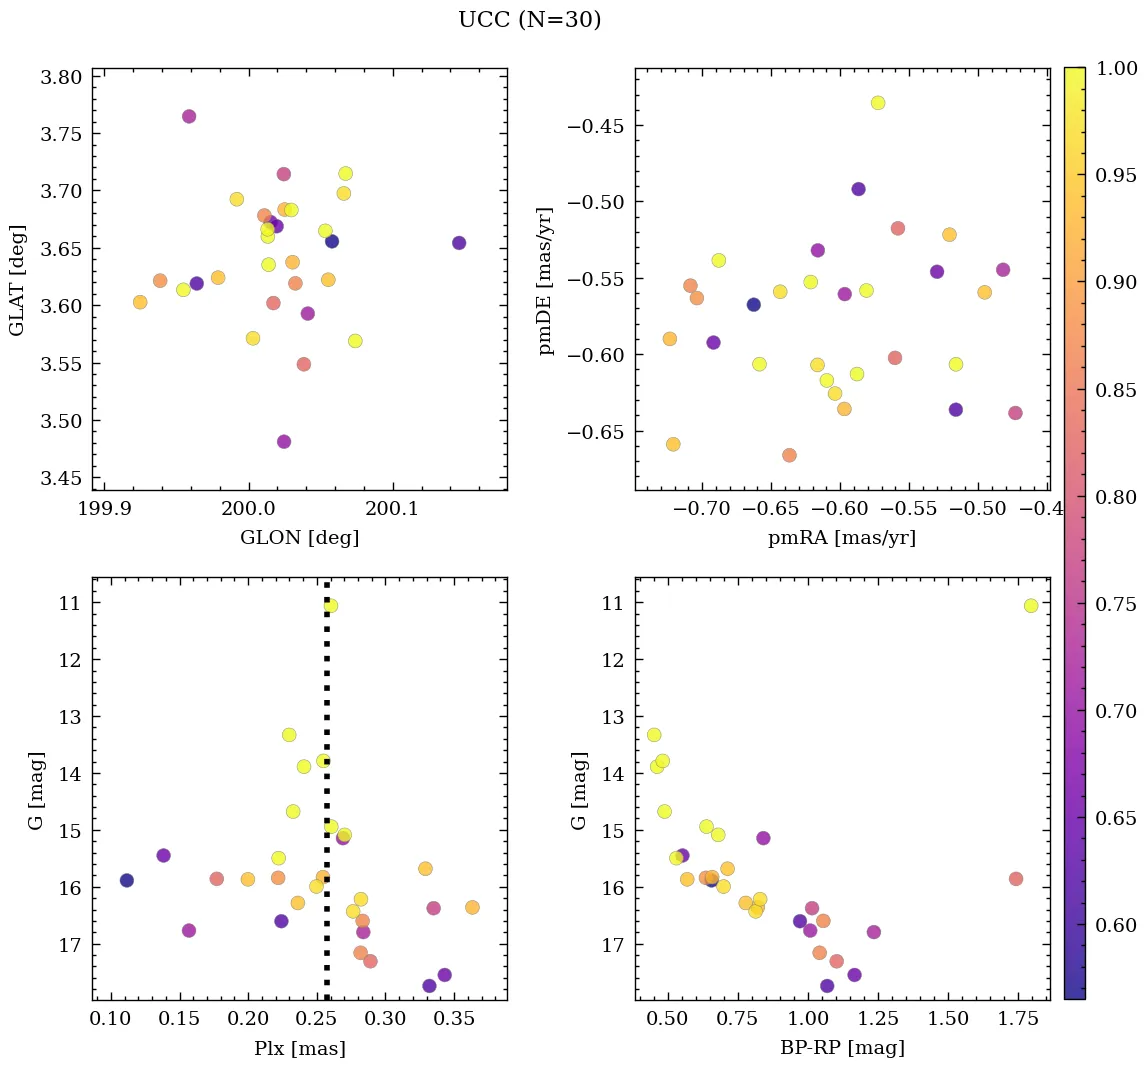 UCC (N=30)
3.80
3.75
3.70
3.65
3.60
3.55
3.50
3.45
GLAT [deg]
199.9 200.0 200.1
GLON [deg]
−0.45
−0.50
−0.55
−0.60
−0.65
pmDE [mas/yr]
−0.70 −0.65 −0.60 −0.55 −0.50 −0.4
pmRA [mas/yr]
11
12
13
14
15
16
17
G [mag]
0.10 0.15 0.20 0.25 0.30 0.35
Plx [mas]
11
12
13
14
15
16
17
G [mag]
0.50 0.75 1.00 1.25 1.50 1.75
BP-RP [mag]
1.00
0.95
0.90
0.85
0.80
0.75
0.70
0.65
0.60